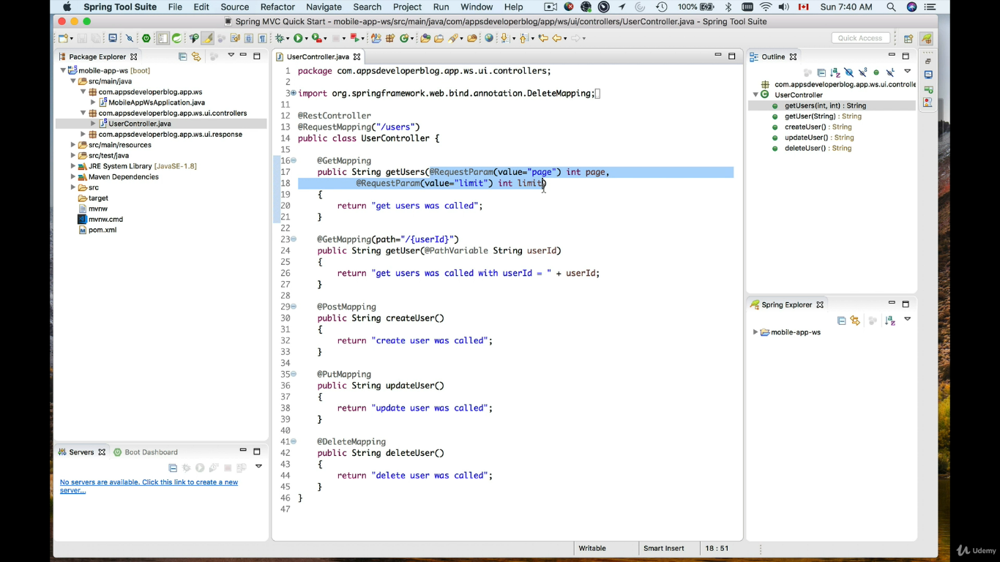 Spring Tool Suite File Edit Source Refactor Navigate Search Project Run Window Help 100% Sun 7:40 AM
Spring MVC Quick Start - mobile-app-ws/src/main/java/com/appsdeveloperblog/app/ws/ui/controllers/UserController.java - Spring Tool Suite
Quick Access
Package Explorer
mobile-app-ws [boot]
src/main/java
com.appsdeveloperblog.app.ws
MobileAppWsApplication.java
com.appsdeveloperblog.app.ws.ui.controllers
UserController.java
com.appsdeveloperblog.app.ws.ui.response
src/main/resources
src/test/java
JRE System Library [JavaSE-1.8]
Maven Dependencies
src
target
mvnw
mvnw.cmd
pom.xml
Servers Boot Dashboard
No servers are available. Click this link to create a new
server...
UserController.java
1 package com.appsdeveloperblog.app.ws.ui.controllers;
2
3 import org.springframework.web.bind.annotation.DeleteMapping;
11
12 @RestController
13 @RequestMapping("/users")
14 public class UserController {
15
16 @GetMapping
17 public String getUsers(@RequestParam(value="page") int page,
18 @RequestParam(value="limit") int limit)
19 {
20 return "get users was called";
21 }
22
23 @GetMapping(path="/{userId}")
24 public String getUser(@PathVariable String userId)
25 {
26 return "get users was called with userId = " + userId;
27 }
28
29 @PostMapping
30 public String createUser()
31 {
32 return "create user was called";
33 }
34
35 @PutMapping
36 public String updateUser()
37 {
38 return "update user was called";
39 }
40
41 @DeleteMapping
42 public String deleteUser()
43 {
44 return "delete user was called";
45 }
46 }
47
Outline
com.appsdeveloperblog.app.ws.ui.controlle
UserController
getUsers(int, int) : String
getUser(String) : String
createUser() : String
updateUser() : String
deleteUser() : String
Spring Explorer
mobile-app-ws
Writable Smart Insert 18 : 51
Udemy